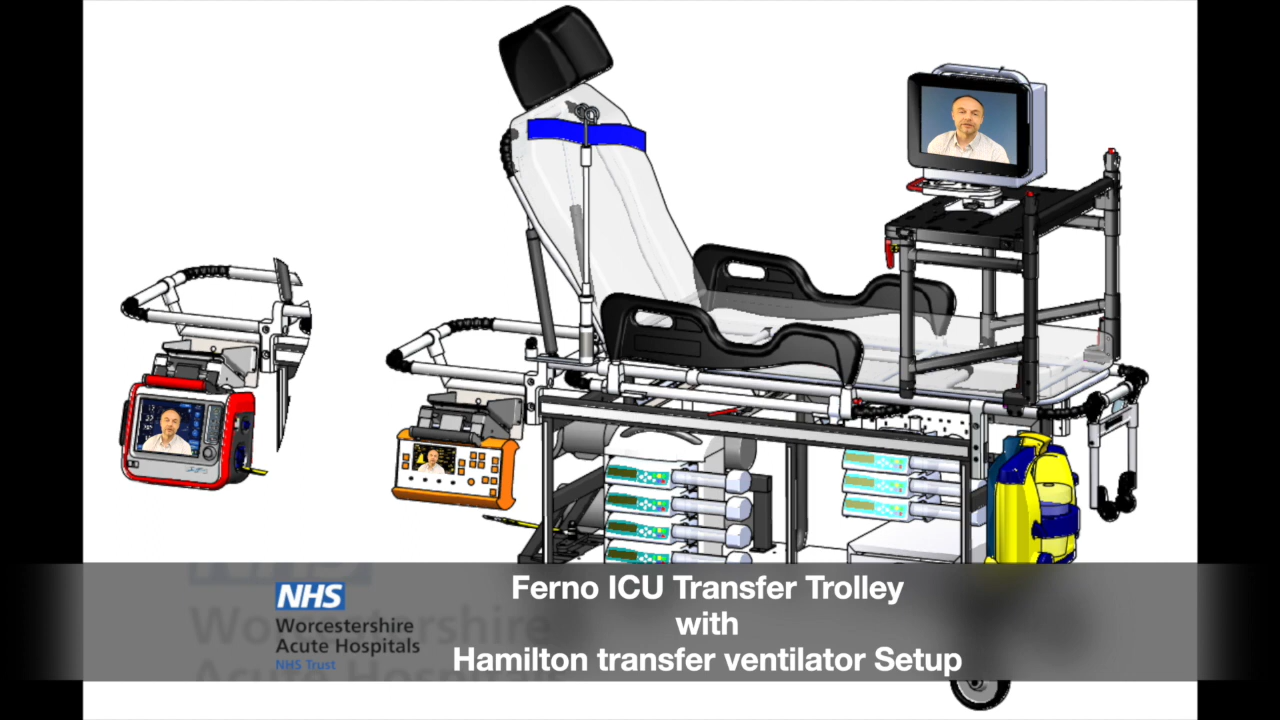 NHS
Worcestershire
Acute Hospitals
NHS Trust
Ferno ICU Transfer Trolley
with
Hamilton transfer ventilator Setup